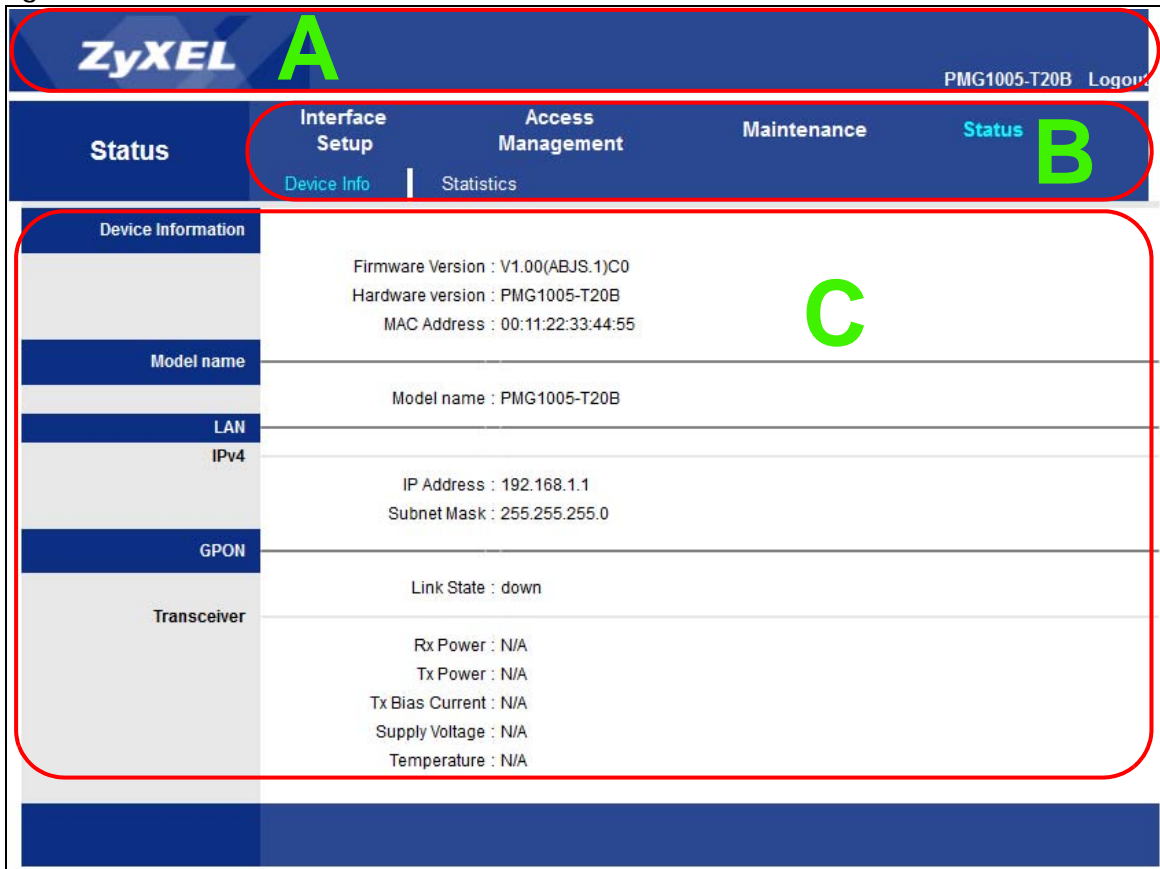 ZyXEL
A
PMG1005-T20B Logout
Status
Interface Setup
Access Management
Maintenance
Status
B
Device Info
Statistics
Device Information
C
Firmware Version : V1.00(ABJS.1)C0
Hardware version : PMG1005-T20B
MAC Address : 00:11:22:33:44:55
Model name
Model name : PMG1005-T20B
LAN
IPv4
IP Address : 192.168.1.1
Subnet Mask : 255.255.255.0
GPON
Link State : down
Transceiver
Rx Power : N/A
Tx Power : N/A
Tx Bias Current : N/A
Supply Voltage : N/A
Temperature : N/A